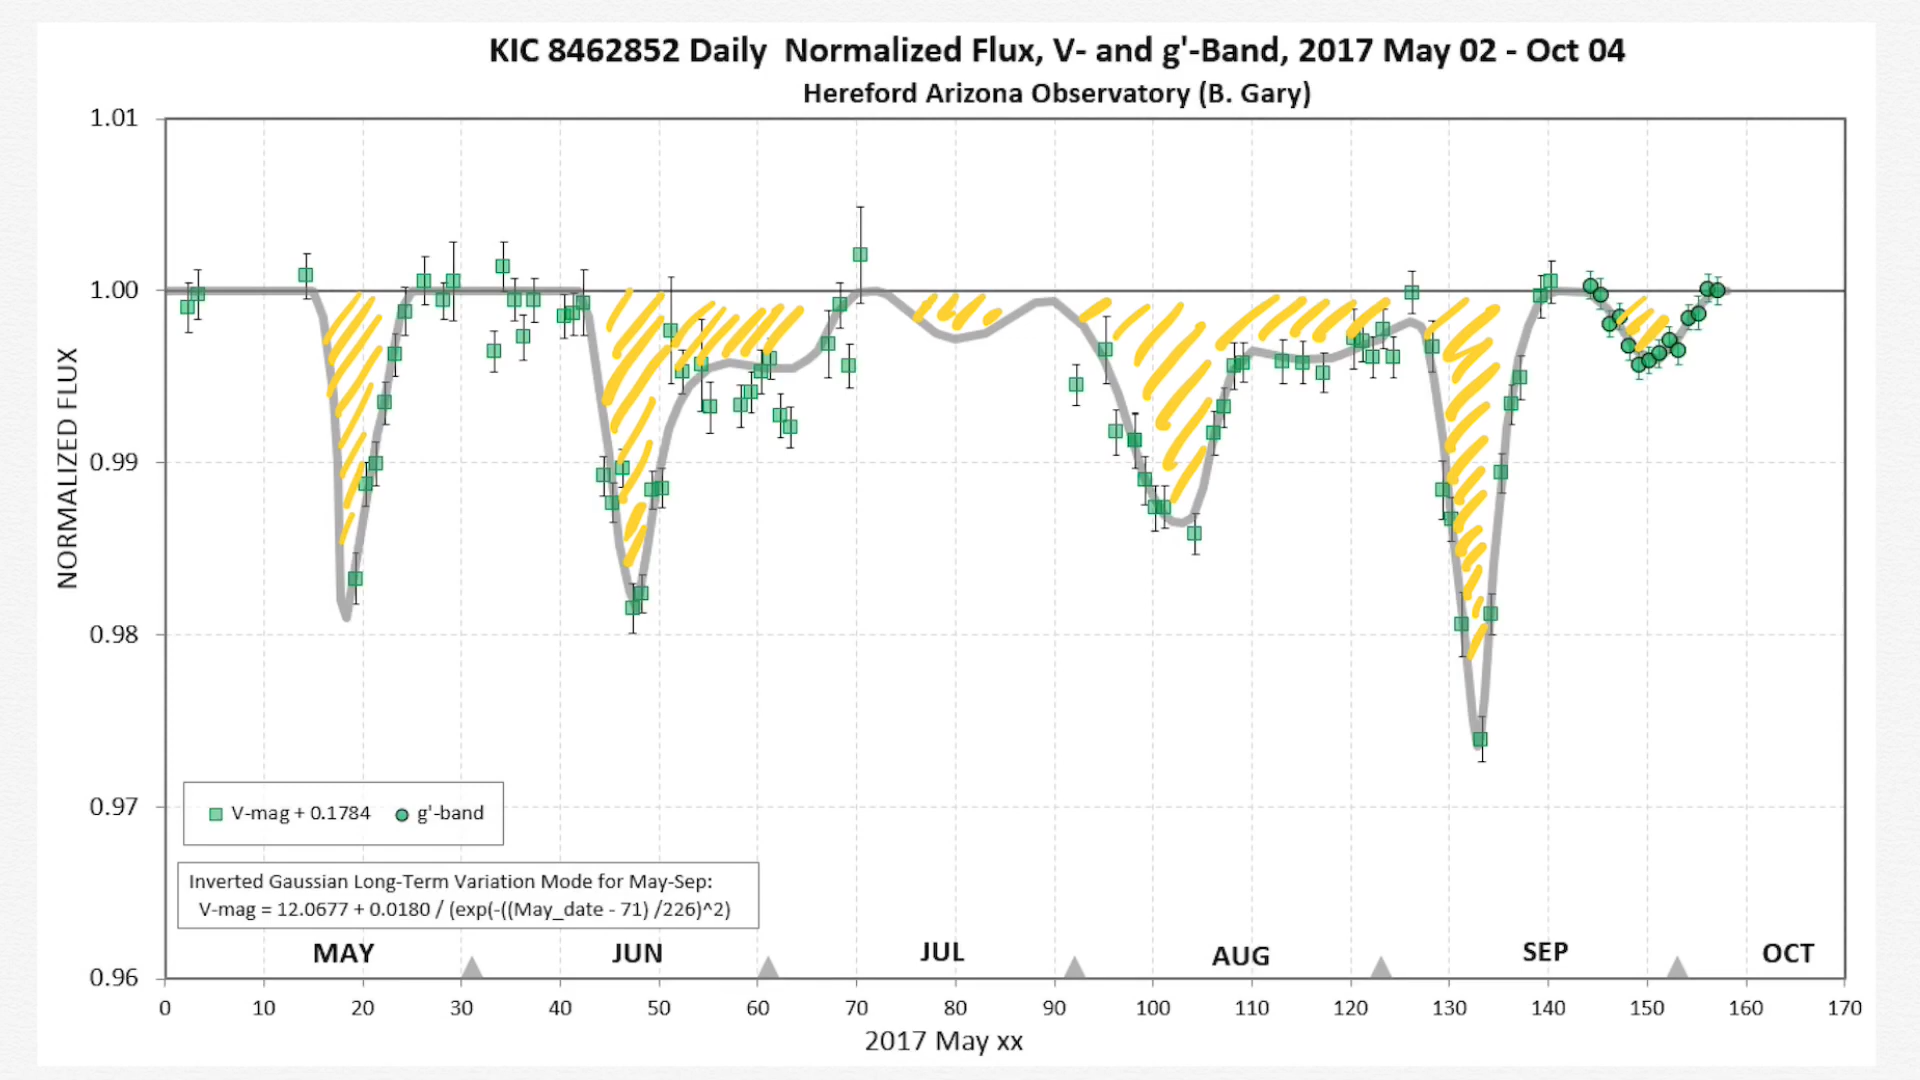 KIC 8462852 Daily  Normalized Flux, V- and g'-Band, 2017 May 02 - Oct 04
Hereford Arizona Observatory (B. Gary)
1.01
1.00
0.99
0.98
0.97
0.96
NORMALIZED FLUX
V-mag + 0.1784
g'-band
Inverted Gaussian Long-Term Variation Mode for May-Sep:
V-mag = 12.0677 + 0.0180 / (exp(-((May_date - 71) /226)^2)
MAY
JUN
JUL
AUG
SEP
OCT
0 10 20 30 40 50 60 70 80 90 100 110 120 130 140 150 160 170
2017 May xx